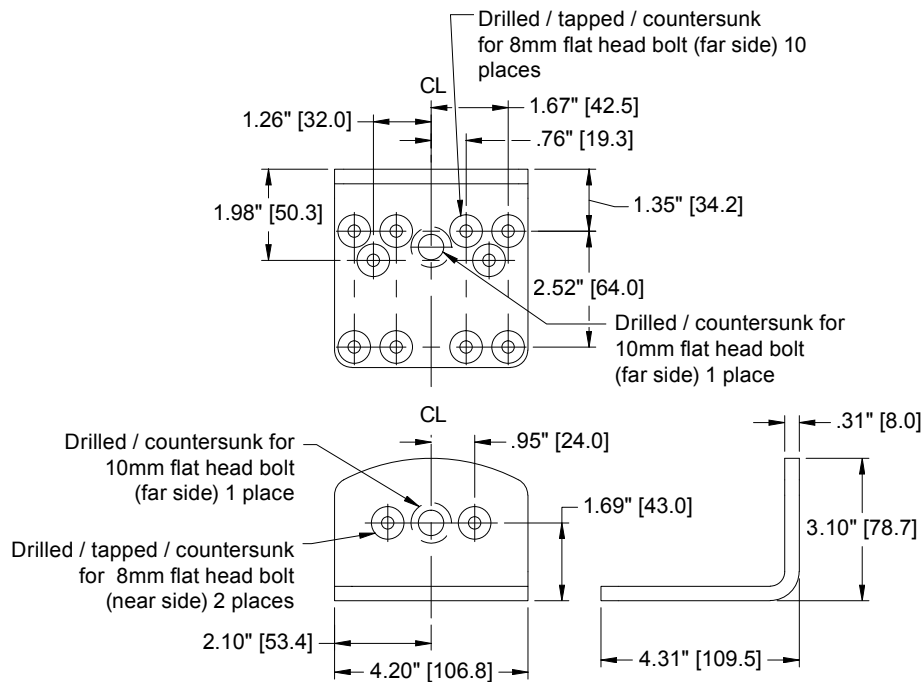 Drilled / tapped / countersunk
for 8mm flat head bolt (far side) 10
places
CL
1.67" [42.5]
1.26" [32.0]
.76" [19.3]
1.98" [50.3]
1.35" [34.2]
2.52" [64.0]
Drilled / countersunk for
10mm flat head bolt
(far side) 1 place
CL
Drilled / countersunk for
10mm flat head bolt
(far side) 1 place
.95" [24.0]
.31" [8.0]
1.69" [43.0]
3.10" [78.7]
Drilled / tapped / countersunk
for 8mm flat head bolt
(near side) 2 places
2.10" [53.4]
4.20" [106.8]
4.31" [109.5]